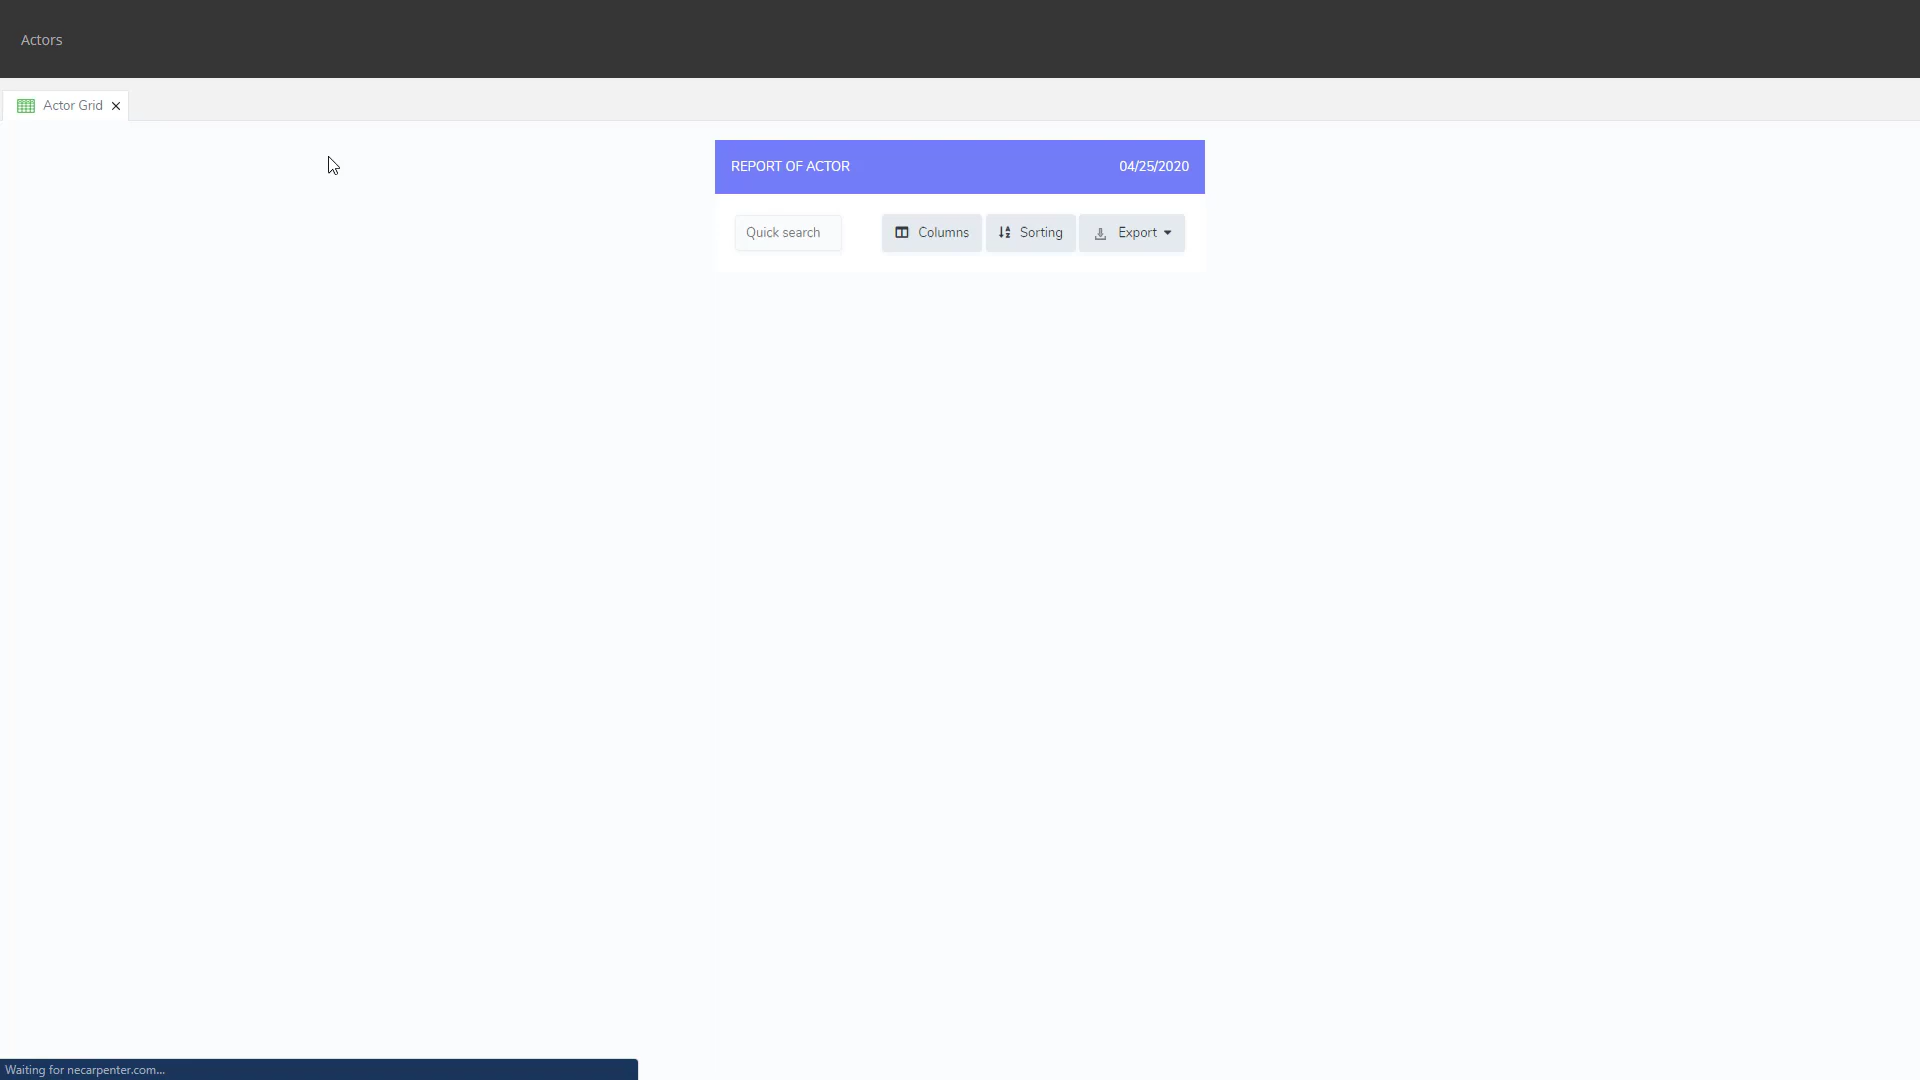 Actors
Actor Grid
REPORT OF ACTOR 04/25/2020
Quick search Columns Sorting Export
Waiting for necarpenter.com...